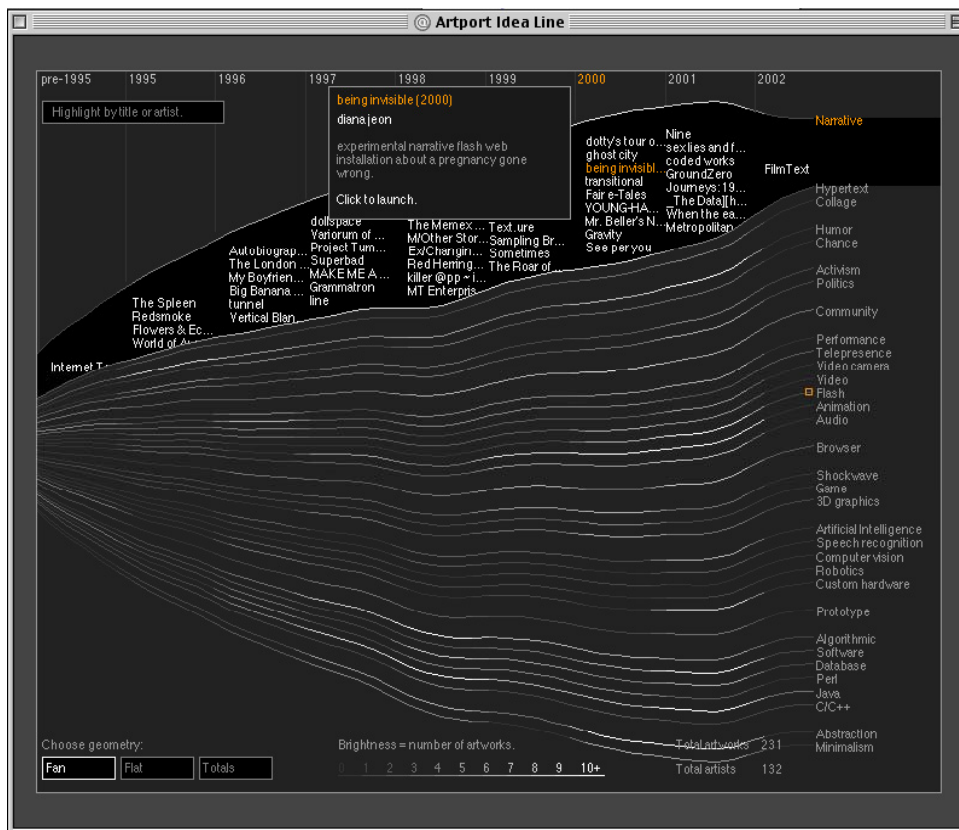 Artport Idea Line
pre-1995 1995 1996 1997 1998 1999 2000 2001 2002
Highlight by title or artist.
being invisible (2000)
diana jeon
experimental narrative flash web
installation about a pregnancy gone
wrong.
Click to launch.
Internet
The Spleen
Redsmoke
Flowers & Ec...
World of
Autobiograp...
The London ...
My Boyfrien...
Big Banana ...
tunnel
Vertical Blan...
dollspace
Variorum of ...
Project Tum...
Superbad
MAKE ME A ...
Grammatron
line
The Memex ...
M/Other Stor...
Ex/Changin...
Red Herring...
killer @pp ~ i...
MT Enterpris...
Text.ure
Sampling Br...
Sometimes
The Roar of ...
dotty's tour o...
ghost city
being invisibl...
transitional
Fair e-Tales
YOUNG-HA...
Mr. Beller's N...
Gravity
See per you
Nine
sex lies and f...
coded works
GroundZero
Journeys: 19...
_The Data][h...
When the ea...
Metropolitan
FilmText
Narrative
Hypertext
Collage
Humor
Chance
Activism
Politics
Community
Performance
Telepresence
Video camera
Video
Flash
Animation
Audio
Browser
Shockwave
Game
3D graphics
Artificial Intelligence
Speech recognition
Computer vision
Robotics
Custom hardware
Prototype
Algorithmic
Software
Database
Perl
Java
C/C++
Abstraction
Minimalism
Choose geometry:
Fan Flat Totals
Brightness = number of artworks.
0 1 2 3 4 5 6 7 8 9 10+
Total artworks 231
Total artists 132